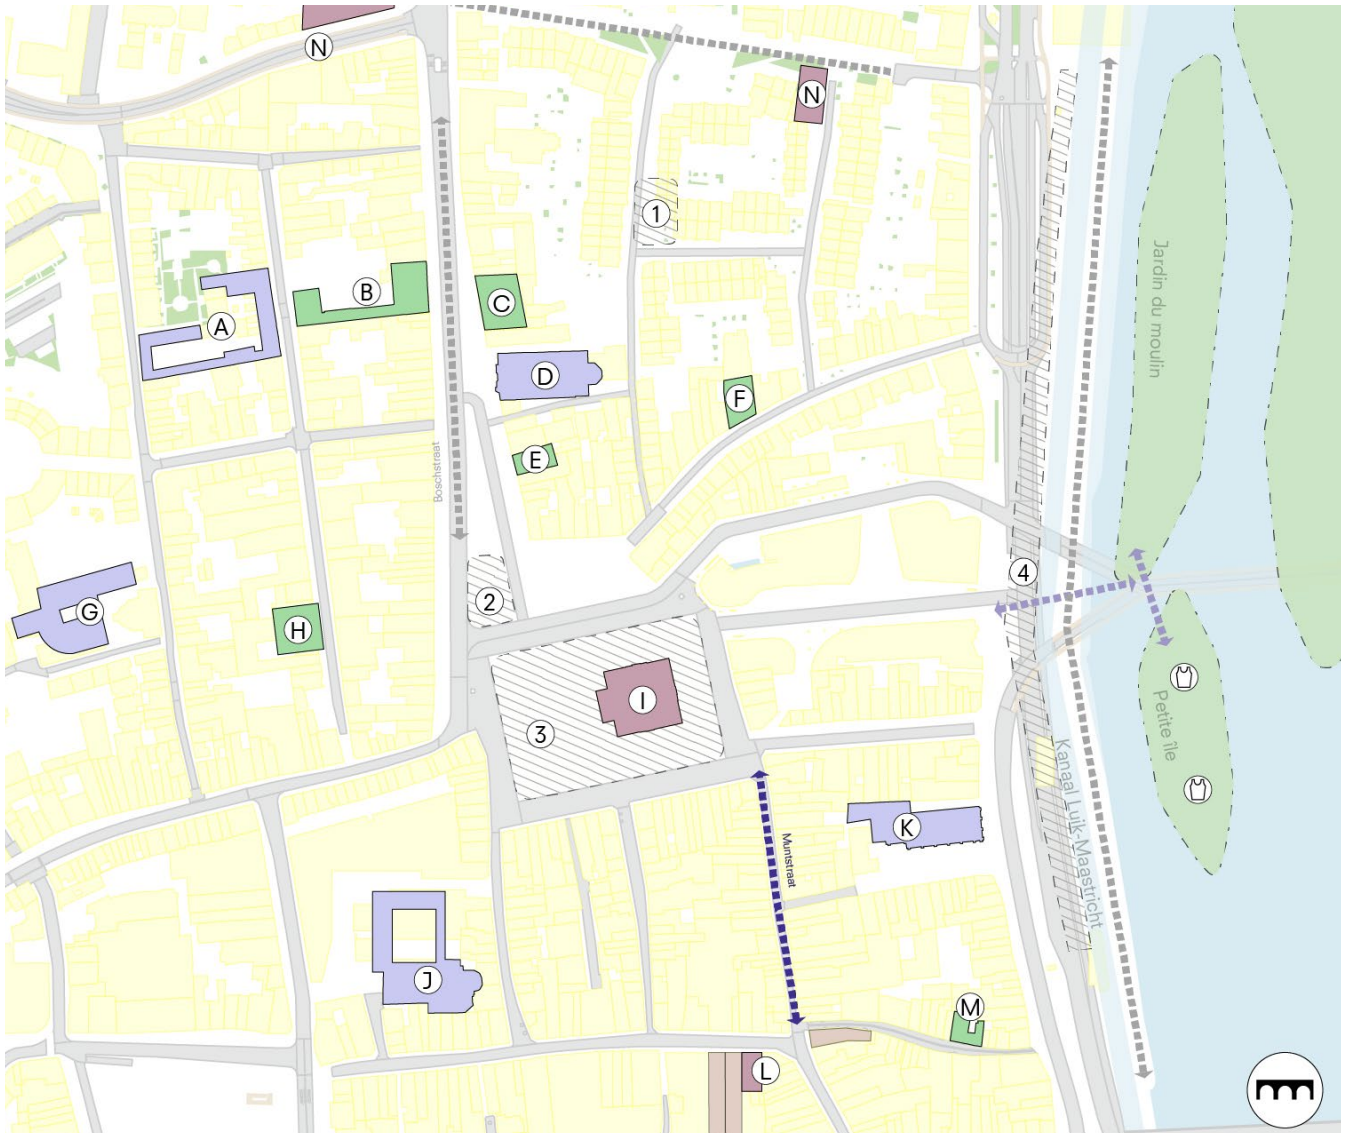 N
N
1
Jardin du moulin
B
A
C
D
F
Boschstraat
E
4
2
G
H
I
3
Petite île
Kanaal Luik-Maastricht
K
Muntstraat
J
M
L